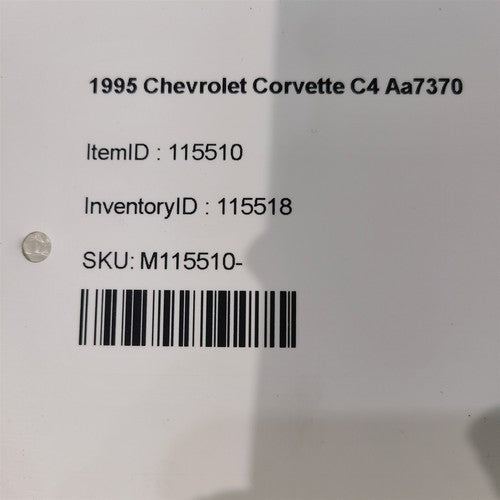 1995 Chevrolet Corvette C4 Aa7370
ItemID : 115510
InventoryID : 115518
SKU: M115510-